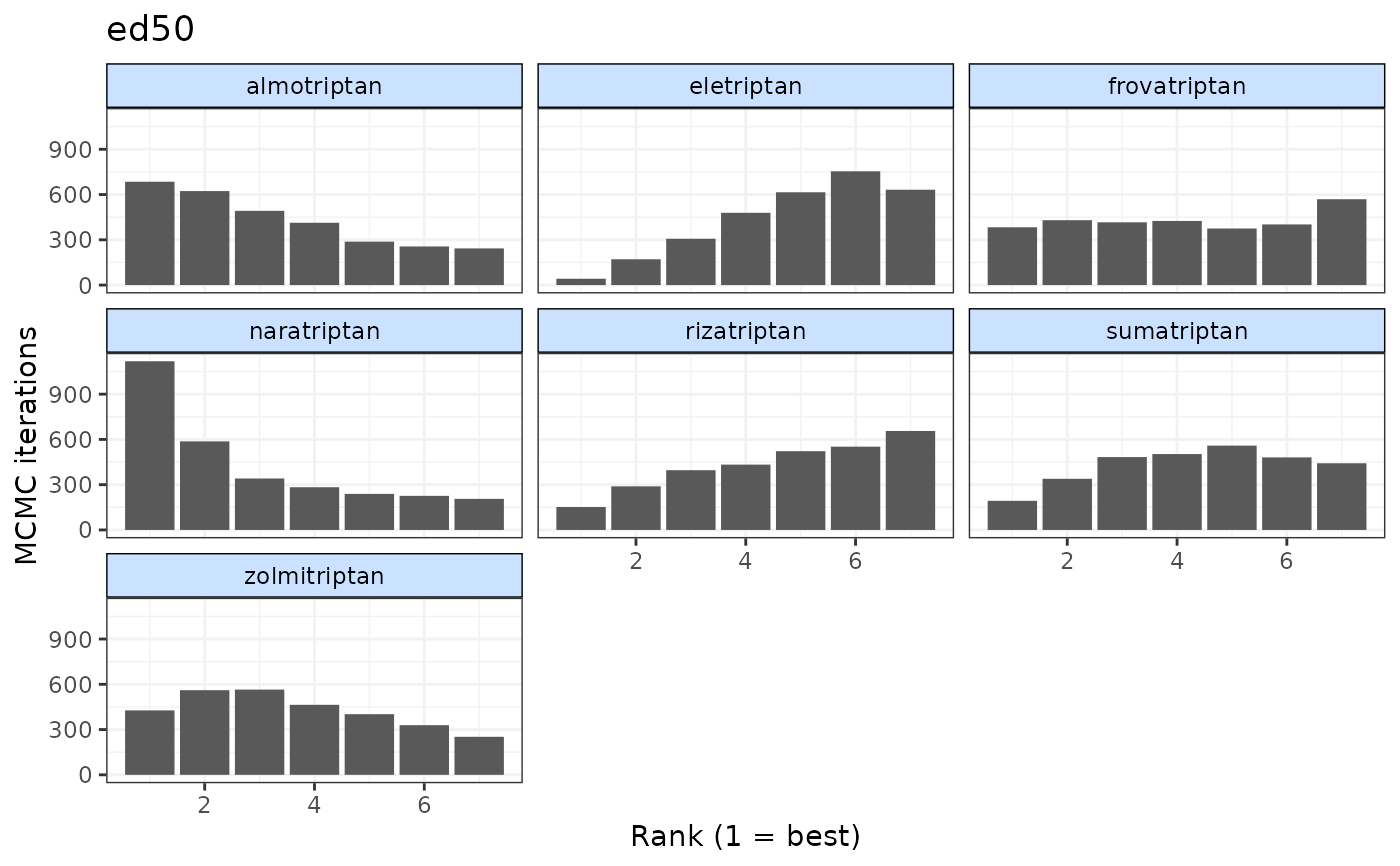 ed50
almotriptan
eletriptan
frovatriptan
900
600
300
0
naratriptan
rizatriptan
sumatriptan
900
600
300
0
2
4
6
2
4
6
zolmitriptan
900
600
300
0
2
4
6
MCMC iterations
Rank (1 = best)